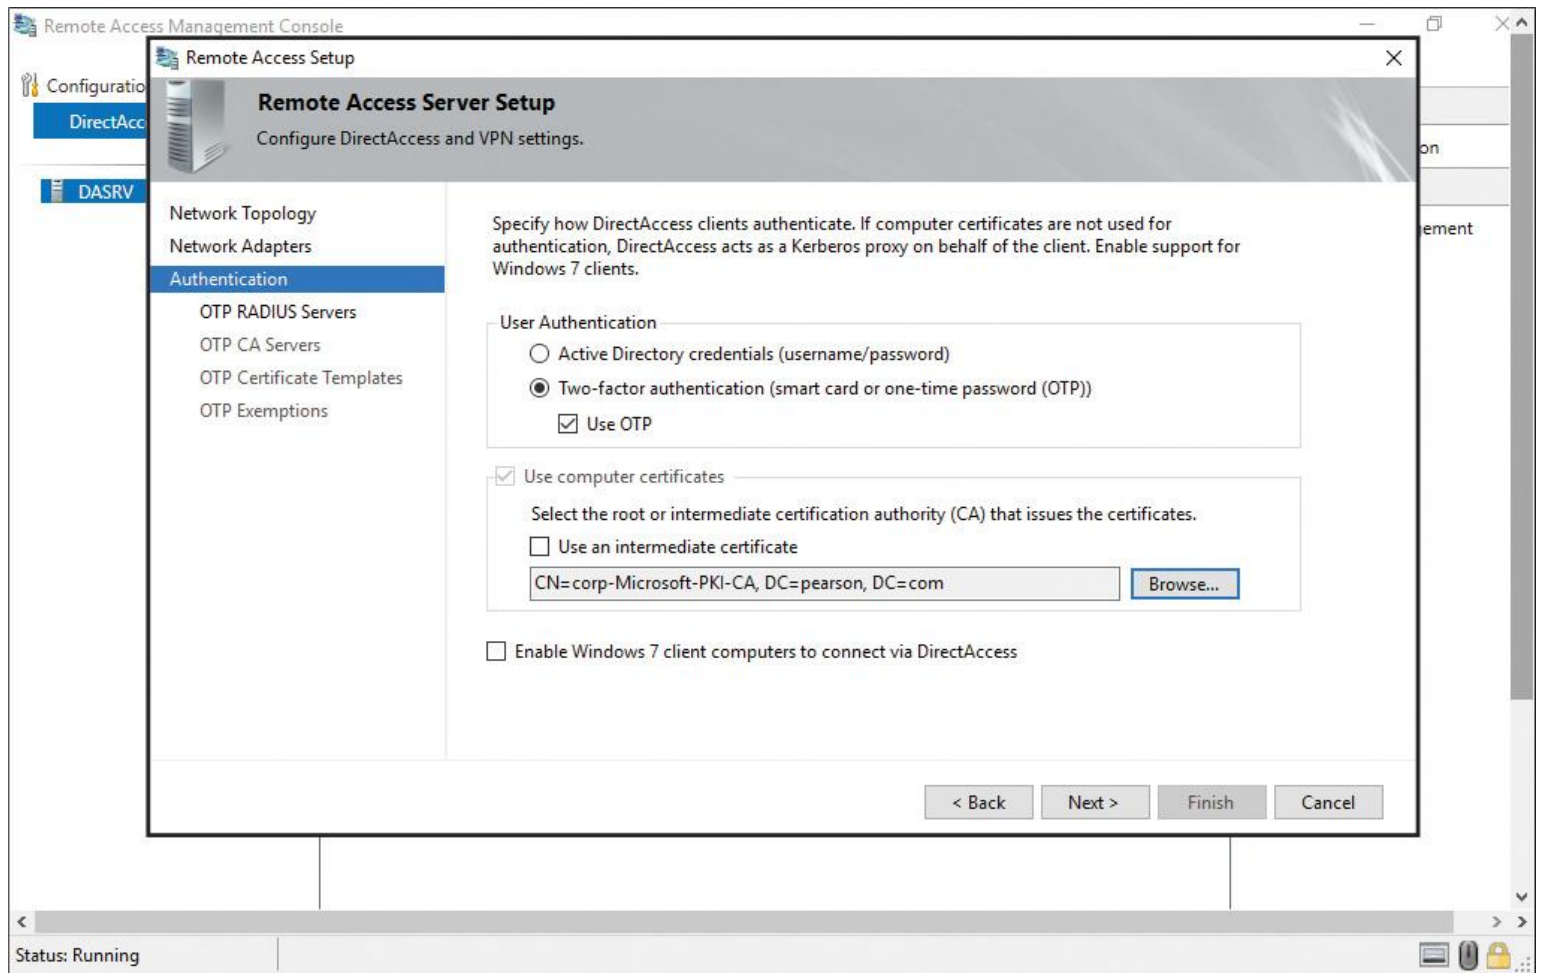 Remote Access Management Console
Remote Access Setup
Configuratio
DirectAcc
DASRV
Remote Access Server Setup
Configure DirectAccess and VPN settings.
on
ement
Network Topology
Network Adapters
Authentication
OTP RADIUS Servers
OTP CA Servers
OTP Certificate Templates
OTP Exemptions
Specify how DirectAccess clients authenticate. If computer certificates are not used for
authentication, DirectAccess acts as a Kerberos proxy on behalf of the client. Enable support for
Windows 7 clients.
User Authentication
Active Directory credentials (username/password)
Two-factor authentication (smart card or one-time password (OTP))
Use OTP
Use computer certificates
Select the root or intermediate certification authority (CA) that issues the certificates.
Use an intermediate certificate
CN=corp-Microsoft-PKI-CA, DC=pearson, DC=com
Browse...
Enable Windows 7 client computers to connect via DirectAccess
< Back
Next >
Finish
Cancel
Status: Running